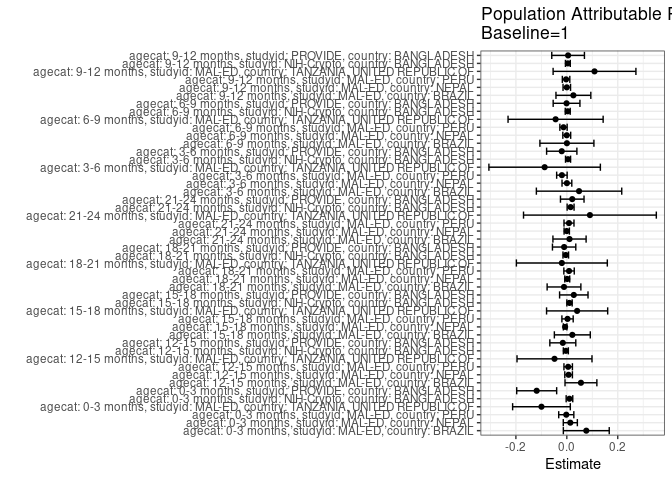 Population Attributable
Baseline=1
agecat: 9-12 months, studyid: PROVIDE, country: BANGLADESH
agecat: 9-12 months, studyid: NIH-Crypto, country: BANGLADESH
agecat: 9-12 months, studyid: MAL-ED, country: TANZANIA, UNITED REPUBLIC OF
agecat: 9-12 months, studyid: MAL-ED, country: PERU
agecat: 9-12 months, studyid: MAL-ED, country: NEPAL
agecat: 9-12 months, studyid: MAL-ED, country: BRAZIL
agecat: 6-9 months, studyid: PROVIDE, country: BANGLADESH
agecat: 6-9 months, studyid: NIH-Crypto, country: BANGLADESH
agecat: 6-9 months, studyid: MAL-ED, country: TANZANIA, UNITED REPUBLIC OF
agecat: 6-9 months, studyid: MAL-ED, country: PERU
agecat: 6-9 months, studyid: MAL-ED, country: NEPAL
agecat: 6-9 months, studyid: MAL-ED, country: BRAZIL
agecat: 3-6 months, studyid: PROVIDE, country: BANGLADESH
agecat: 3-6 months, studyid: NIH-Crypto, country: BANGLADESH
agecat: 3-6 months, studyid: MAL-ED, country: TANZANIA, UNITED REPUBLIC OF
agecat: 3-6 months, studyid: MAL-ED, country: PERU
agecat: 3-6 months, studyid: MAL-ED, country: NEPAL
agecat: 3-6 months, studyid: MAL-ED, country: BRAZIL
agecat: 21-24 months, studyid: PROVIDE, country: BANGLADESH
agecat: 21-24 months, studyid: NIH-Crypto, country: BANGLADESH
agecat: 21-24 months, studyid: MAL-ED, country: TANZANIA, UNITED REPUBLIC OF
agecat: 21-24 months, studyid: MAL-ED, country: PERU
agecat: 21-24 months, studyid: MAL-ED, country: NEPAL
agecat: 21-24 months, studyid: MAL-ED, country: BRAZIL
agecat: 18-21 months, studyid: PROVIDE, country: BANGLADESH
agecat: 18-21 months, studyid: NIH-Crypto, country: BANGLADESH
agecat: 18-21 months, studyid: MAL-ED, country: TANZANIA, UNITED REPUBLIC OF
agecat: 18-21 months, studyid: MAL-ED, country: PERU
agecat: 18-21 months, studyid: MAL-ED, country: NEPAL
agecat: 18-21 months, studyid: MAL-ED, country: BRAZIL
agecat: 15-18 months, studyid: PROVIDE, country: BANGLADESH
agecat: 15-18 months, studyid: NIH-Crypto, country: BANGLADESH
agecat: 15-18 months, studyid: MAL-ED, country: TANZANIA, UNITED REPUBLIC OF
agecat: 15-18 months, studyid: MAL-ED, country: PERU
agecat: 15-18 months, studyid: MAL-ED, country: NEPAL
agecat: 15-18 months, studyid: MAL-ED, country: BRAZIL
agecat: 12-15 months, studyid: PROVIDE, country: BANGLADESH
agecat: 12-15 months, studyid: NIH-Crypto, country: BANGLADESH
agecat: 12-15 months, studyid: MAL-ED, country: TANZANIA, UNITED REPUBLIC OF
agecat: 12-15 months, studyid: MAL-ED, country: PERU
agecat: 12-15 months, studyid: MAL-ED, country: NEPAL
agecat: 12-15 months, studyid: MAL-ED, country: BRAZIL
agecat: 0-3 months, studyid: PROVIDE, country: BANGLADESH
agecat: 0-3 months, studyid: NIH-Crypto, country: BANGLADESH
agecat: 0-3 months, studyid: MAL-ED, country: TANZANIA, UNITED REPUBLIC OF
agecat: 0-3 months, studyid: MAL-ED, country: PERU
agecat: 0-3 months, studyid: MAL-ED, country: NEPAL
agecat: 0-3 months, studyid: MAL-ED, country: BRAZIL
-0.2 0.0 0.2
Estimate